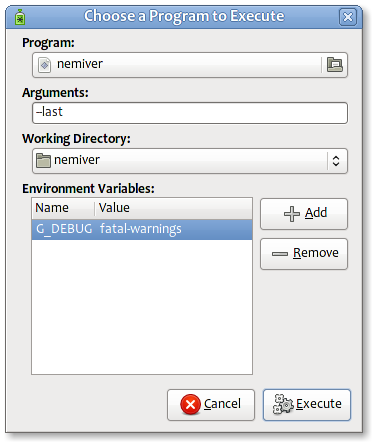 Choose a Program to Execute
Program:
nemiver
Arguments:
--last
Working Directory:
nemiver
Environment Variables:
Name Value
G_DEBUG fatal-warnings
Add
Remove
Cancel
Execute